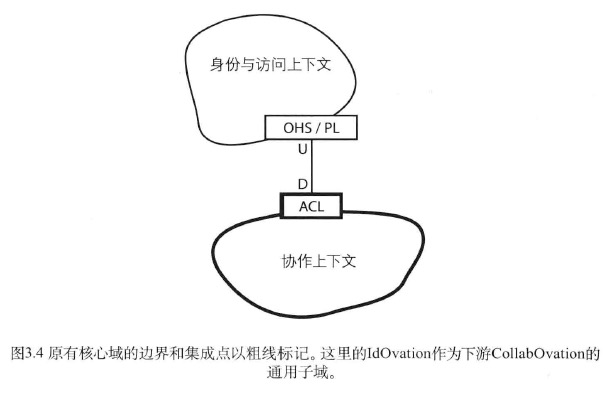 身份与访问上下文
OHS / PL
U
D
ACL
协作上下文
图3.4 原有核心域的边界和集成点以粗线标记。这里的IdOvation作为下游CollabOvation的
通用子域。